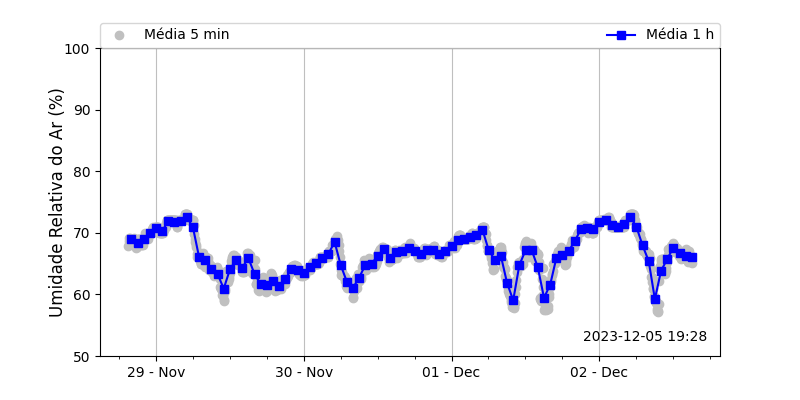 Média 5 min
Média 1 h
Umidade Relativa do Ar (%)
100
90
80
70
60
50
2023-12-05 19:28
29 - Nov
30 - Nov
01 - Dec
02 - Dec